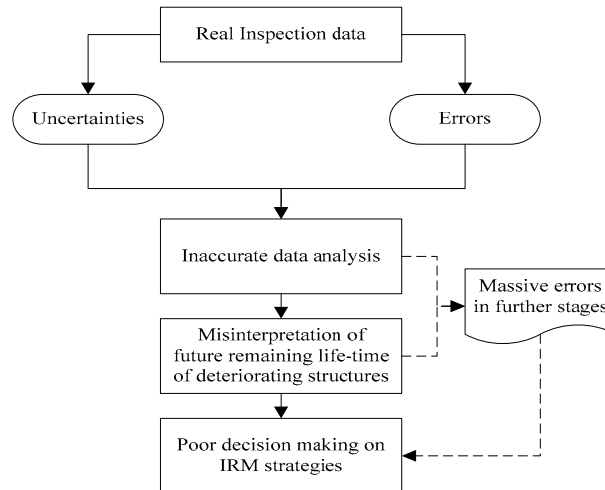 Real Inspection data
Uncertainties
Errors
Inaccurate data analysis
Massive errors
in further stages
Misinterpretation of
future remaining life-time
of deteriorating structures
Poor decision making on
IRM strategies